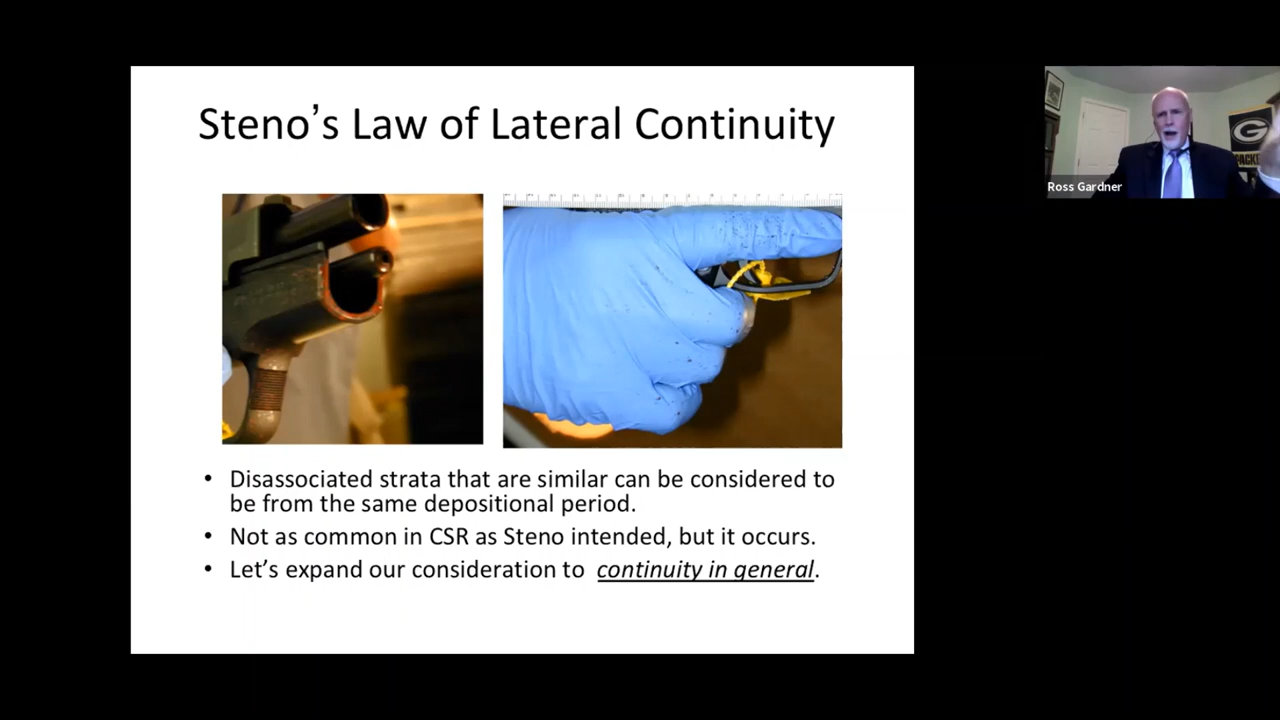 Steno’s Law of Lateral Continuity
• Disassociated strata that are similar can be considered to
be from the same depositional period.
• Not as common in CSR as Steno intended, but it occurs.
• Let’s expand our consideration to continuity in general.
Ross Gardner
G